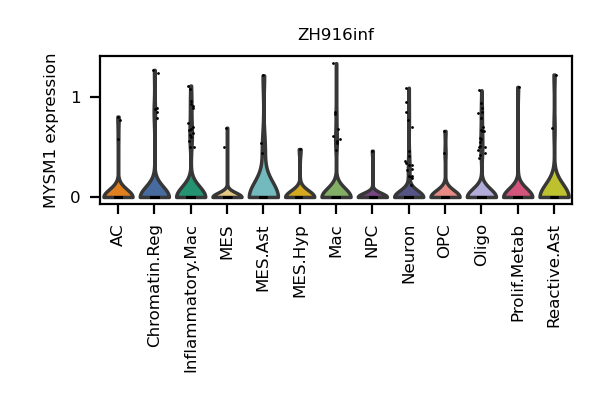 ZH916inf
MYSM1 expression
1
0
AC
Chromatin.Reg
Inflammatory.Mac
MES
MES.Ast
MES.Hyp
Mac
NPC
Neuron
OPC
Oligo
Prolif.Metab
Reactive.Ast